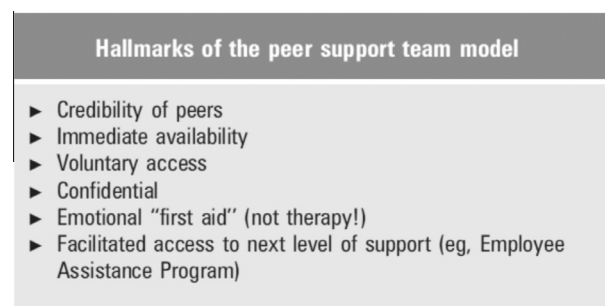 Hallmarks of the peer support team model
► Credibility of peers
► Immediate availability
► Voluntary access
► Confidential
► Emotional “first aid’’ (not therapy!)
► Facilitated access to next level of support (eg, Employee
Assistance Program)